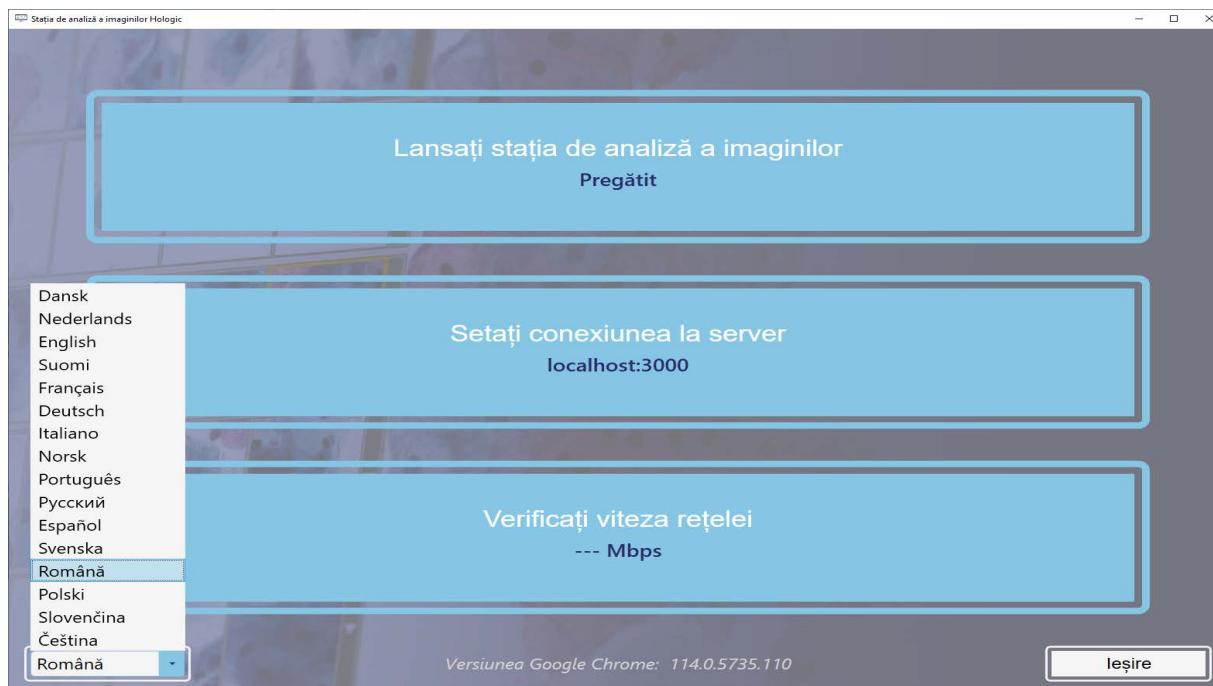 Stația de analiză a imaginilor Hologic
Lansați stația de analiză a imaginilor
Pregătit
Setați conexiunea la server
localhost:3000
Verificați viteza rețelei
--- Mbps
Dansk
Nederlands
English
Suomi
Français
Deutsch
Italiano
Norsk
Português
Русский
Español
Svenska
Română
Polski
Slovenčina
Čeština
Română
Versiunea Google Chrome: 114.0.5735.110
Ieșire